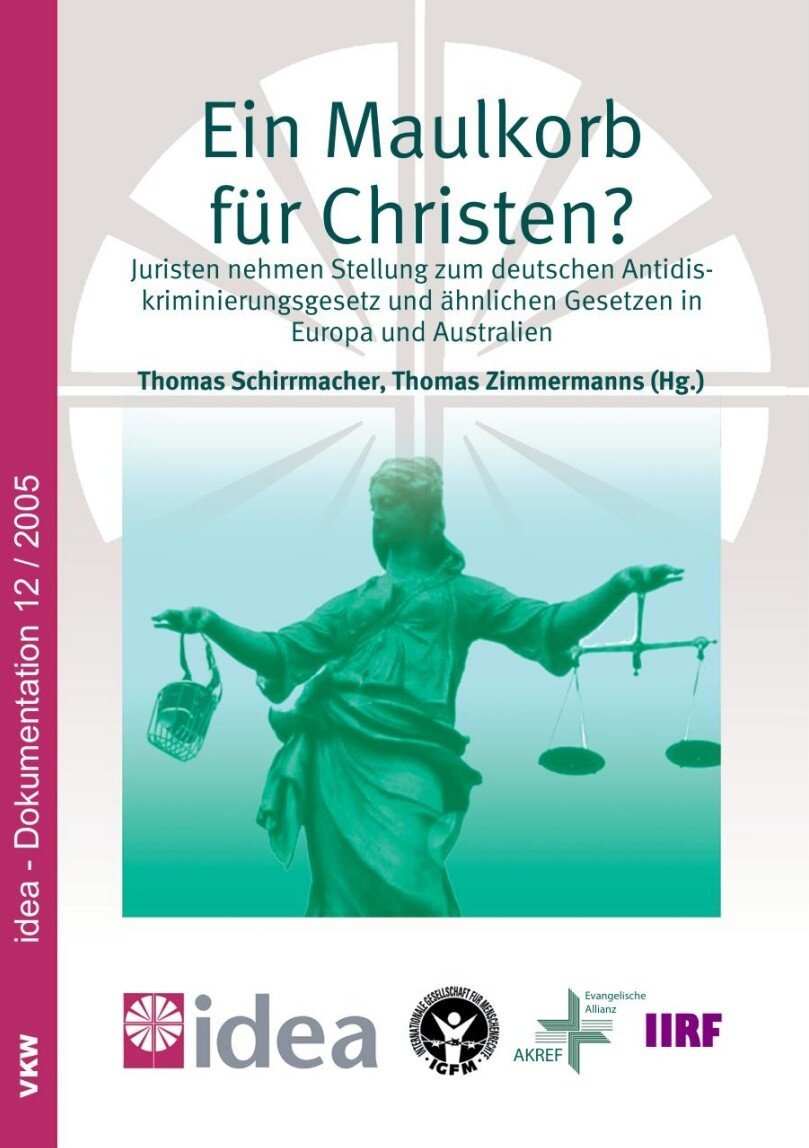 Ein Maulkorb
für Christen?
Juristen nehmen Stellung zum deutschen Antidis-
kriminierungsgesetz und ähnlichen Gesetzen in
Europa und Australien
Thomas Schirrmacher, Thomas Zimmermanns (Hg.)
idea - Dokumentation 12 / 2005
VKW
idea
INTERNATIONALE GESELLSCHAFT FÜR MENSCHENRECHTE
IGFM
Evangelische
Allianz
AKREF
IIRF